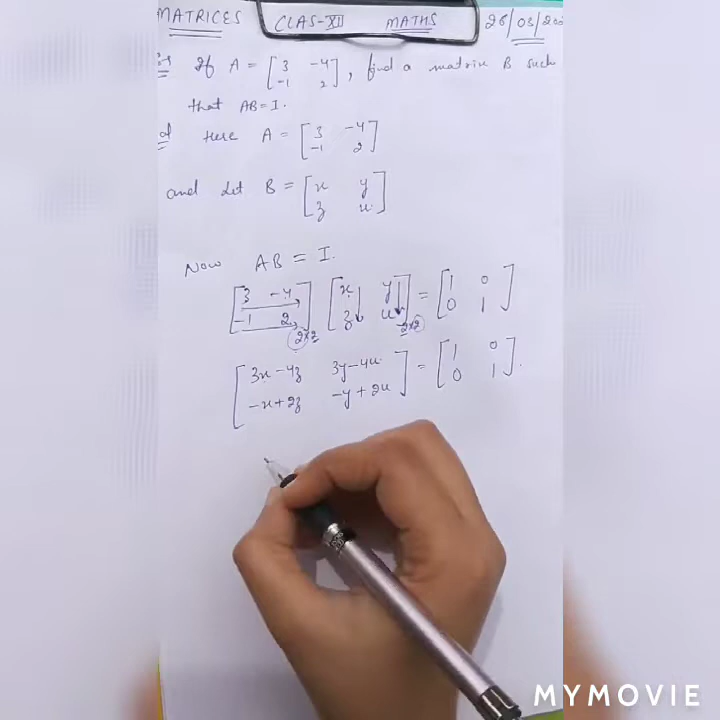 MATRICES CLAS-XII MATHS 26/03/202
If A = [3 -4 -1 2], find a matrix B such
that AB=I.
Here A = [3 -4 -1 2]
and Let B = [x y z u]
Now AB = I.
[3 -4 -1 2]2×2 [x y z u]2×2 = [1 0 0 1]
[3x-4z 3y-4u -x+2z -y+2u] = [1 0 0 1].
MYMOVIE